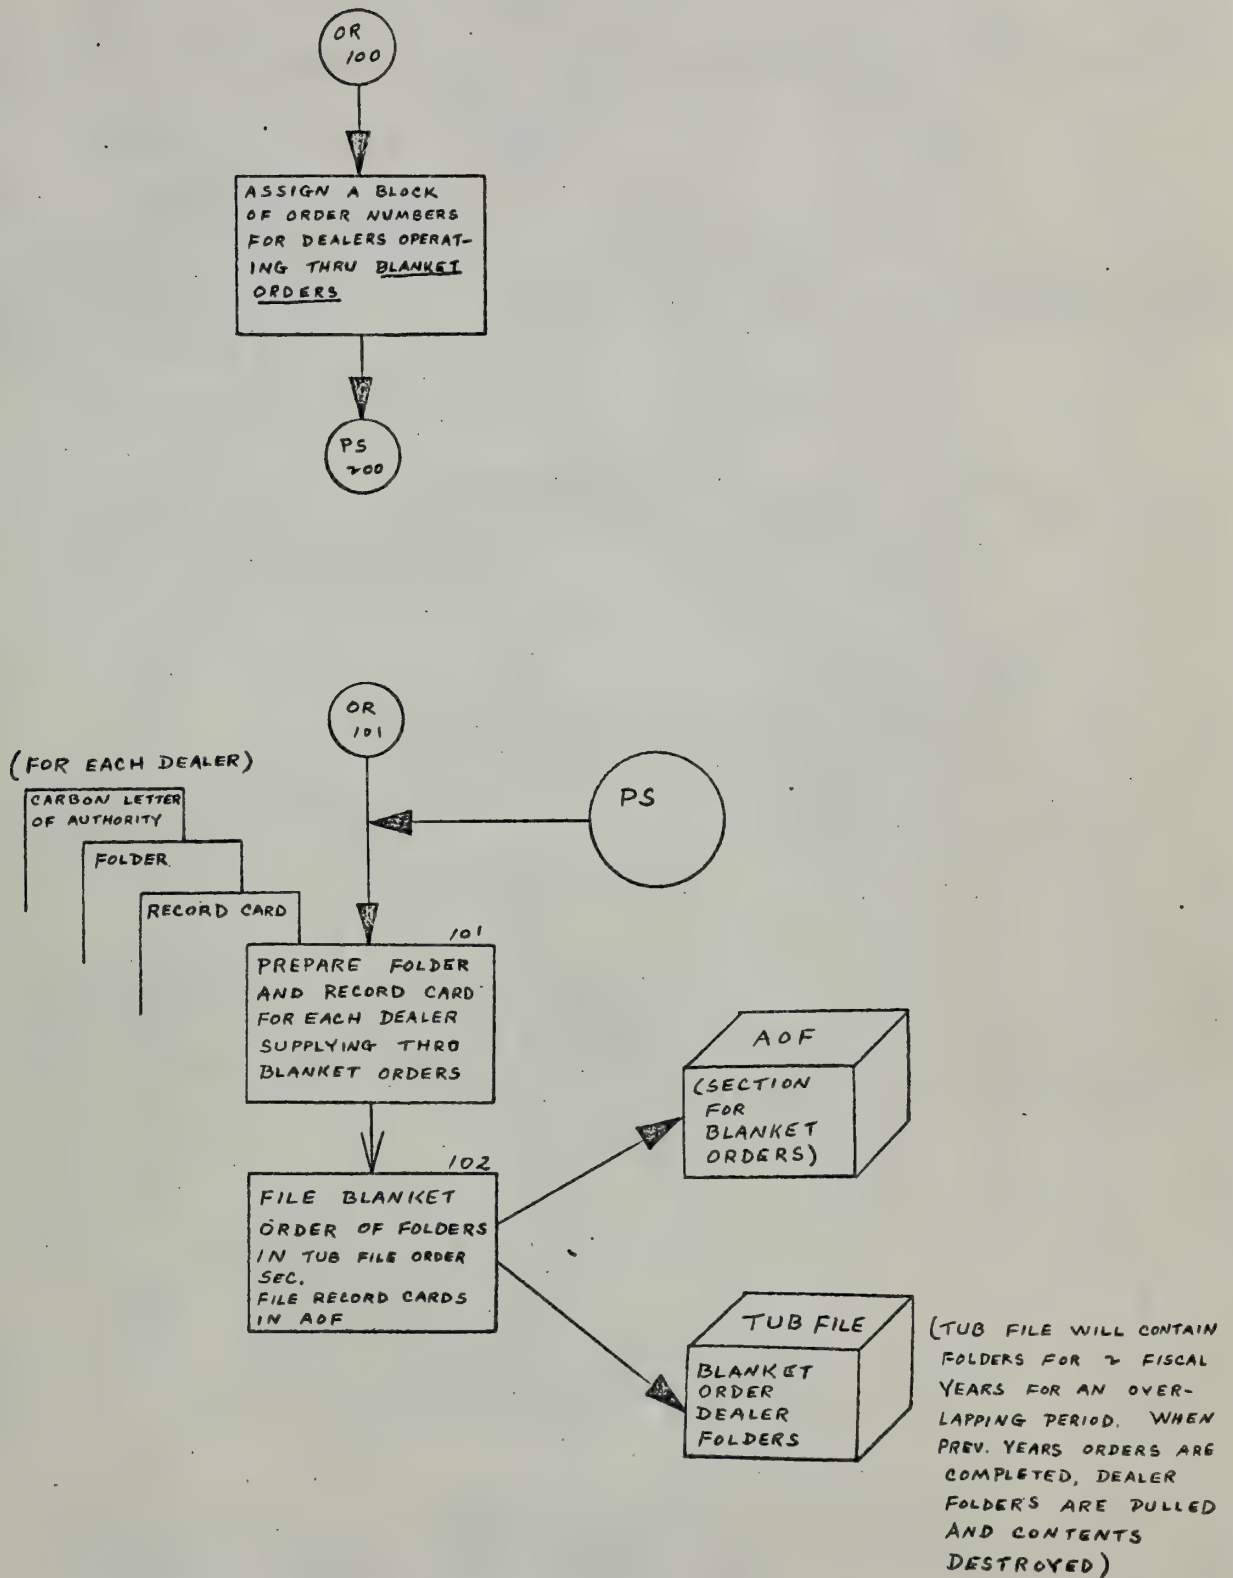 OR
100
ASSIGN A BLOCK
OF ORDER NUMBERS
FOR DEALERS OPERAT-
ING THRU BLANKET
ORDERS
PS
200
OR
101
(FOR EACH DEALER)
CARBON LETTER
OF AUTHORITY
FOLDER
RECORD CARD
PS
101
PREPARE FOLDER
AND RECORD CARD
FOR EACH DEALER
SUPPLYING THRO
BLANKET ORDERS
AOF
(SECTION
FOR
BLANKET
ORDERS)
102
FILE BLANKET
ORDER OF FOLDERS
IN TUB FILE ORDER
SEC.
FILE RECORD CARDS
IN AOF
TUB FILE
BLANKET
ORDER
DEALER
FOLDERS
(TUB FILE WILL CONTAIN
FOLDERS FOR 2 FISCAL
YEARS FOR AN OVER-
LAPPING PERIOD. WHEN
PREV. YEARS ORDERS ARE
COMPLETED, DEALER
FOLDER'S ARE PULLED
AND CONTENTS
DESTROYED)